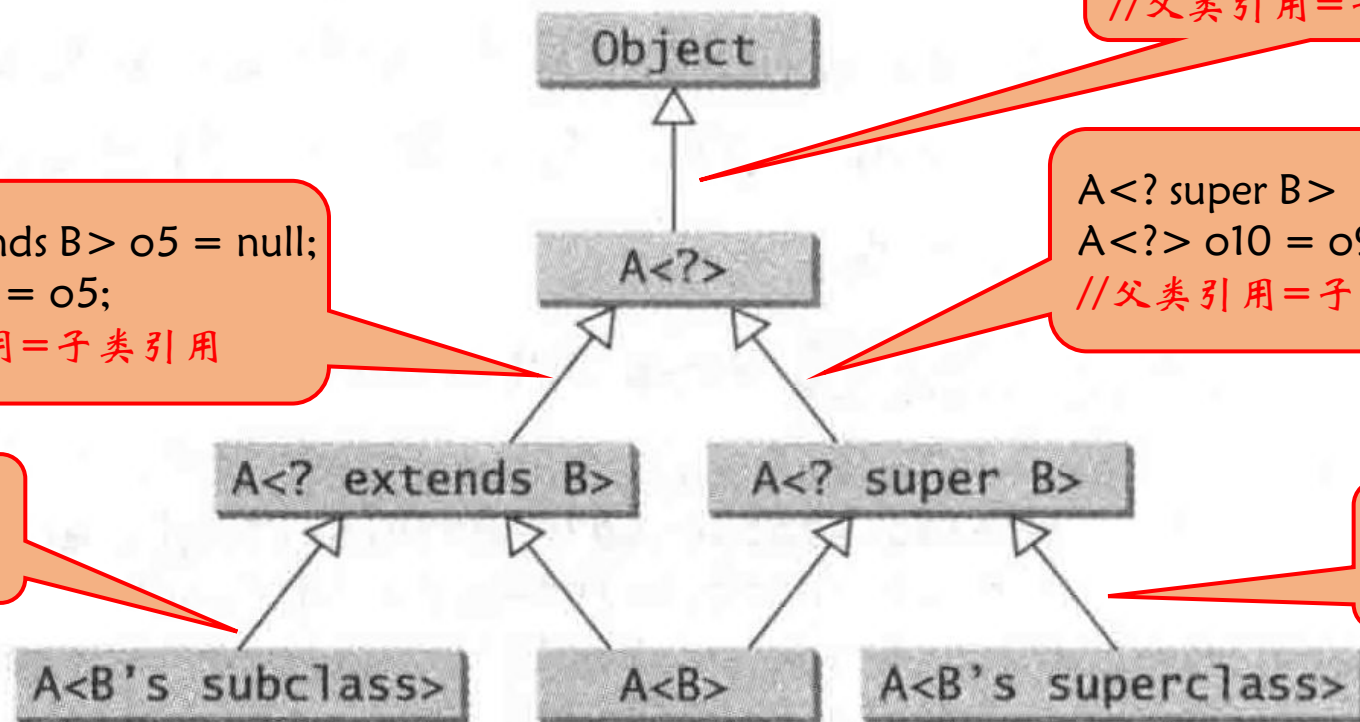 //父类引用=
Object
A<? super B>
A<?> o10 = o9
//父类引用=子
nds B> o5 = null;
= o5;
=子类引用
A<?>
A<? extends B>
A<? super B>
A<B's subclass>
A<B>
A<B's superclass>